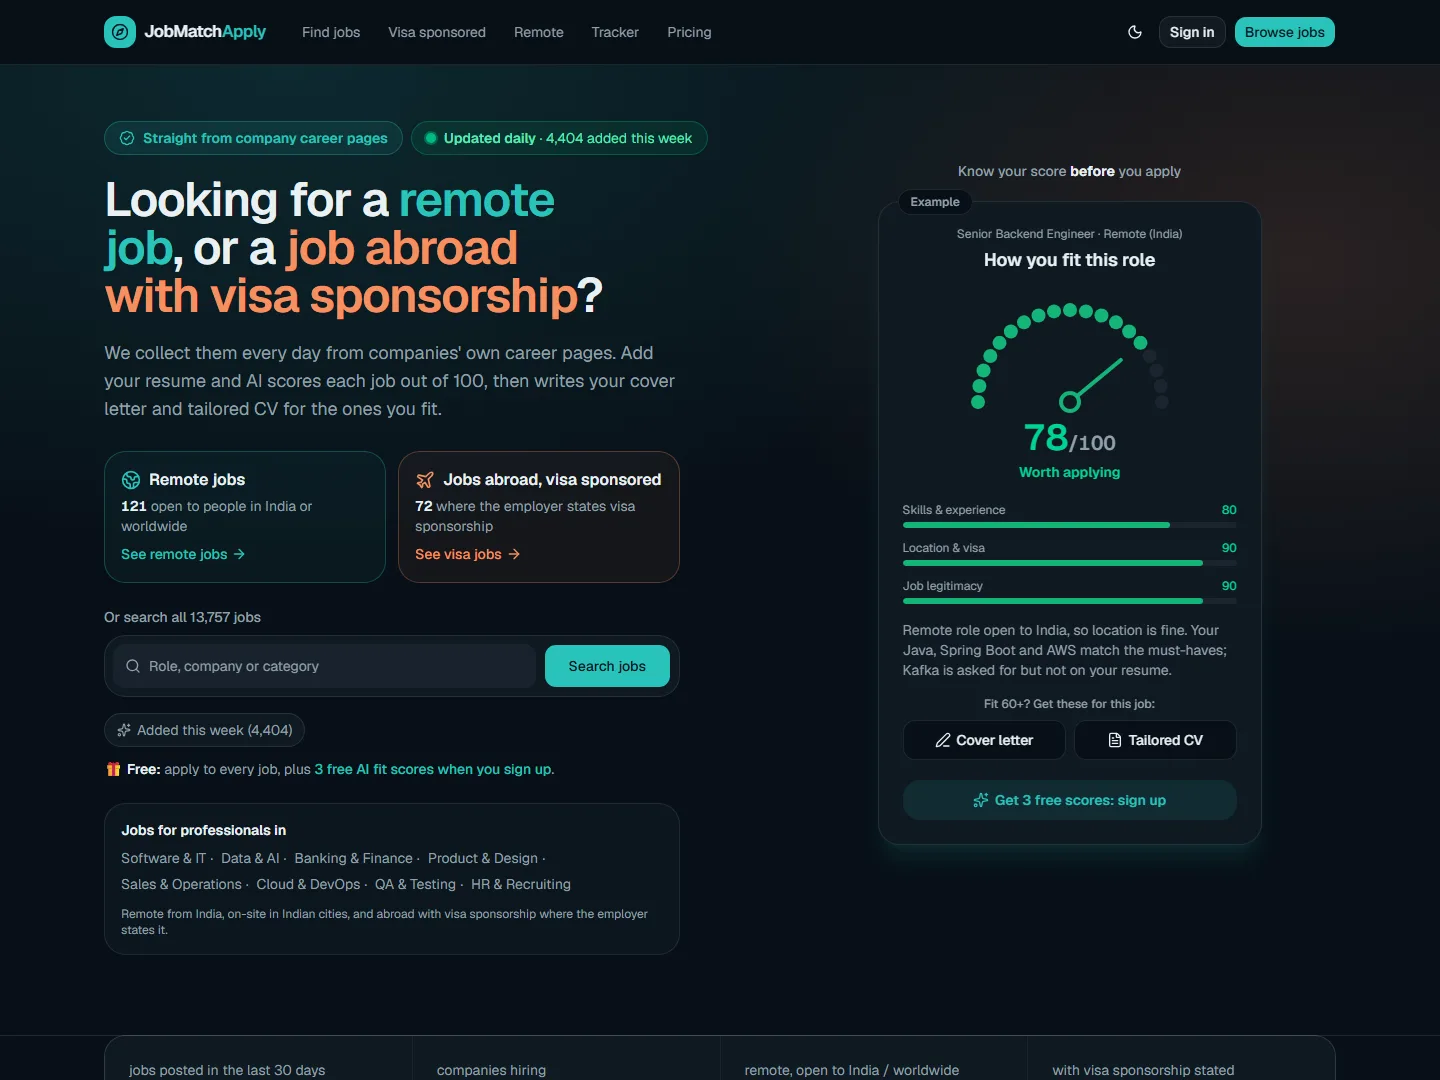 JobMatchApply
Find jobs
Visa sponsored
Remote
Tracker
Pricing
Sign in
Browse jobs
Straight from company career pages
Updated daily · 4,404 added this week
Looking for a remote
job, or a job abroad
with visa sponsorship?
We collect them every day from companies' own career pages. Add
your resume and AI scores each job out of 100, then writes your cover
letter and tailored CV for the ones you fit.
Remote jobs
121 open to people in India or
worldwide
See remote jobs →
Jobs abroad, visa sponsored
72 where the employer states visa
sponsorship
See visa jobs →
Or search all 13,757 jobs
Role, company or category
Search jobs
Added this week (4,404)
Free: apply to every job, plus 3 free AI fit scores when you sign up.
Jobs for professionals in
Software & IT · Data & AI · Banking & Finance · Product & Design ·
Sales & Operations · Cloud & DevOps · QA & Testing · HR & Recruiting
Remote from India, on-site in Indian cities, and abroad with visa sponsorship where the employer
states it.
Know your score before you apply
Example
Senior Backend Engineer · Remote (India)
How you fit this role
78/100
Worth applying
Skills & experience 80
Location & visa 90
Job legitimacy 90
Remote role open to India, so location is fine. Your
Java, Spring Boot and AWS match the must-haves;
Kafka is asked for but not on your resume.
Fit 60+? Get these for this job:
Cover letter
Tailored CV
Get 3 free scores: sign up
jobs posted in the last 30 days
companies hiring
remote, open to India / worldwide
with visa sponsorship stated